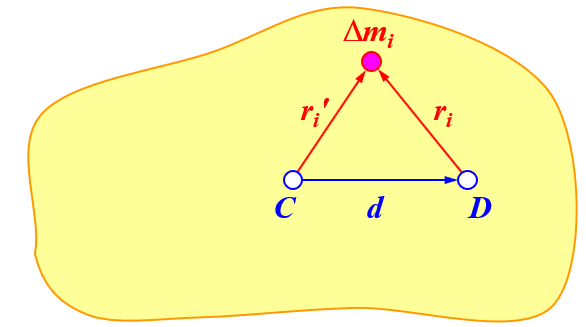 Δmᵢ
rᵢ' rᵢ
C d D